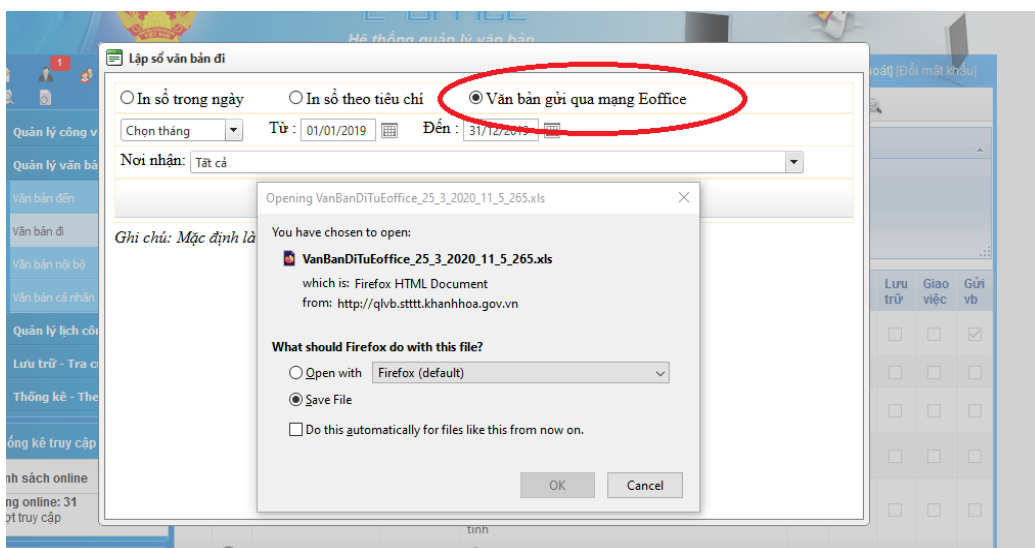 E-OFFICE
Hệ thống quản lý văn bản
1
Lập sổ văn bản đi
oát] [Đổi mật khẩu]
In sổ trong ngày In sổ theo tiêu chí Văn bản gửi qua mạng Eoffice
Quản lý công v
Chọn tháng Từ : 01/01/2019 Đến : 31/12/2019
Quản lý văn bả
Nơi nhận: Tất cả
Văn bản đến
Opening VanBanDiTuEoffice_25_3_2020_11_5_265.xls
Văn bản đi
Ghi chú: Mặc định là
You have chosen to open:
VanBanDiTuEoffice_25_3_2020_11_5_265.xls
Văn bản nội bộ
which is: Firefox HTML Document
Lưu trữ Giao việc Gửi vb
Văn bản cá nhân
from: http://qlvb.stttt.khanhhoa.gov.vn
Quản lý lịch côn
What should Firefox do with this file?
Lưu trữ - Tra c
Open with Firefox (default)
Thống kê - The
Save File
Do this automatically for files like this from now on.
ống kê truy cập
nh sách online
OK Cancel
ng online: 31
ợt truy cập
tỉnh